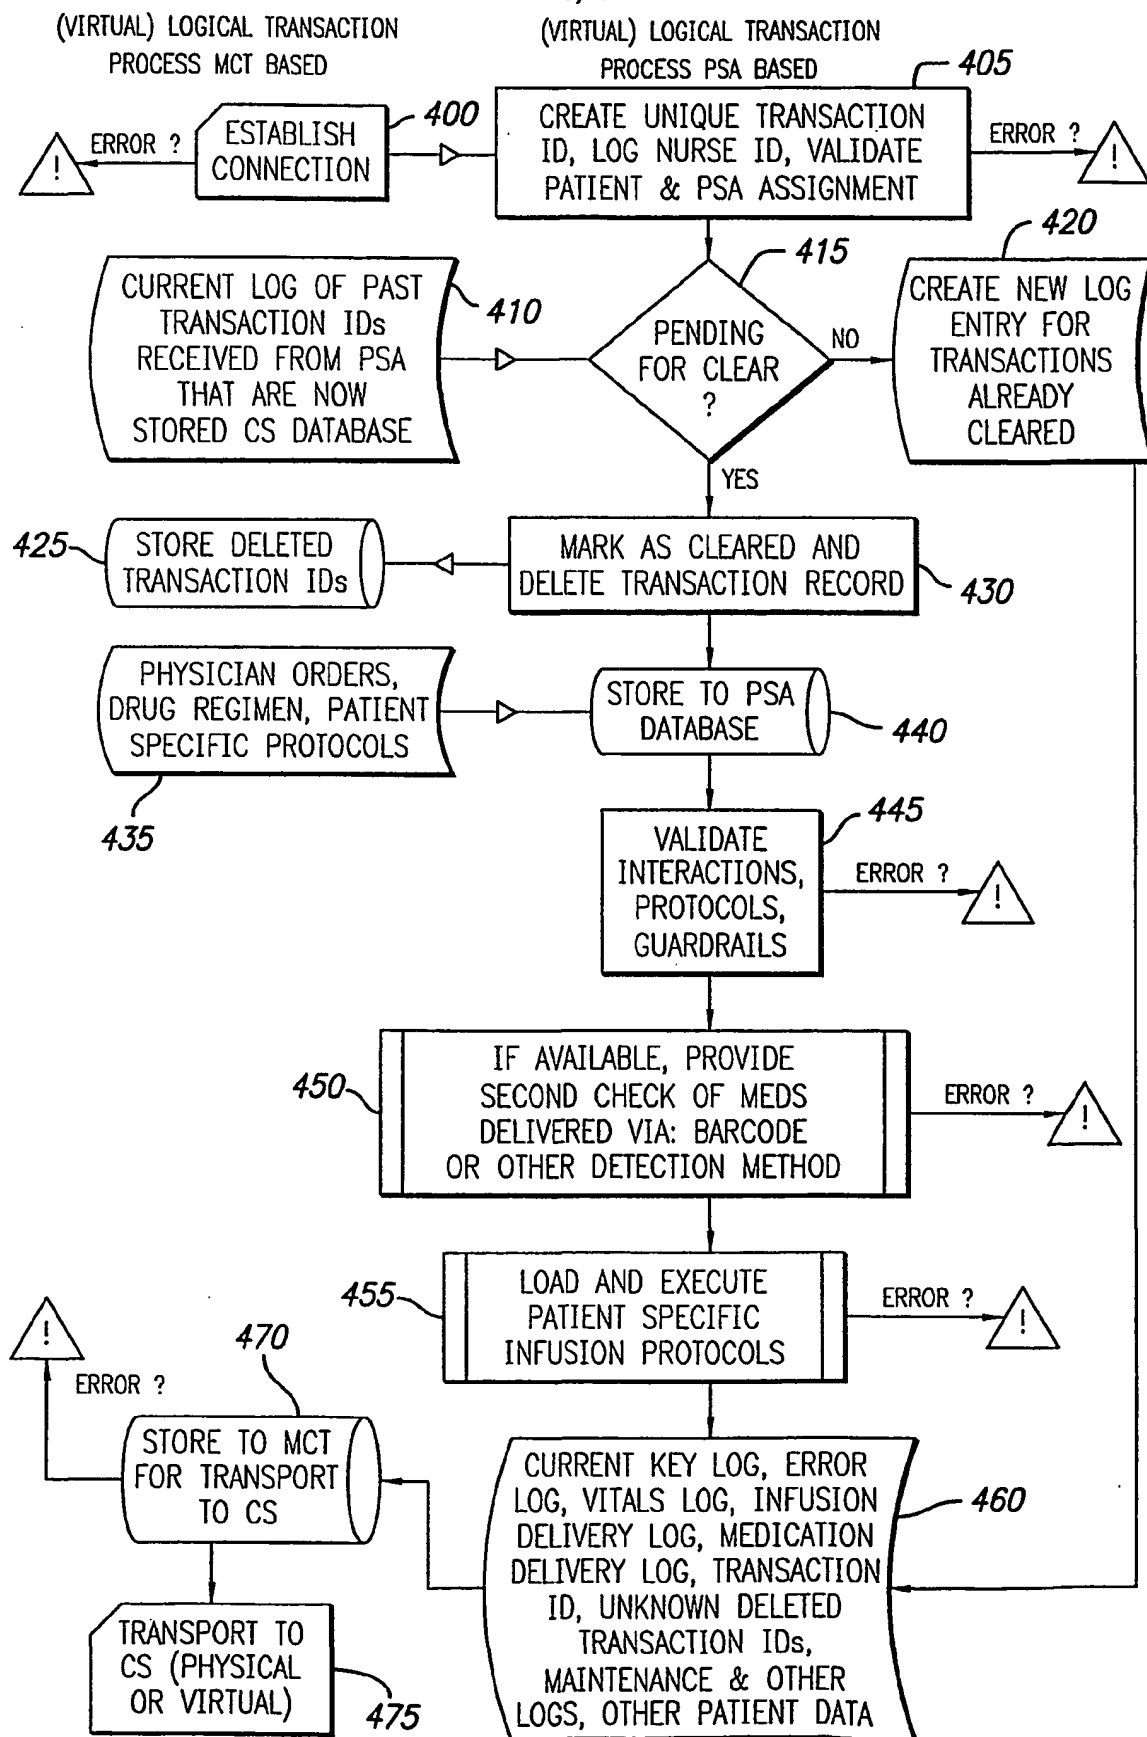 (VIRTUAL) LOGICAL TRANSACTION
PROCESS MCT BASED
(VIRTUAL) LOGICAL TRANSACTION
PROCESS PSA BASED
405
400
ESTABLISH
CONNECTION
ERROR ?
!
CREATE UNIQUE TRANSACTION
ID, LOG NURSE ID, VALIDATE
PATIENT & PSA ASSIGNMENT
ERROR ?
!
420
415
CURRENT LOG OF PAST
TRANSACTION IDs
RECEIVED FROM PSA
THAT ARE NOW
STORED CS DATABASE
410
PENDING
FOR CLEAR
?
NO
YES
CREATE NEW LOG
ENTRY FOR
TRANSACTIONS
ALREADY
CLEARED
425
STORE DELETED
TRANSACTION IDs
MARK AS CLEARED AND
DELETE TRANSACTION RECORD
430
PHYSICIAN ORDERS,
DRUG REGIMEN, PATIENT
SPECIFIC PROTOCOLS
435
STORE TO PSA
DATABASE
440
445
VALIDATE
INTERACTIONS,
PROTOCOLS,
GUARDRAILS
ERROR ?
!
450
IF AVAILABLE, PROVIDE
SECOND CHECK OF MEDS
DELIVERED VIA: BARCODE
OR OTHER DETECTION METHOD
ERROR ?
!
455
LOAD AND EXECUTE
PATIENT SPECIFIC
INFUSION PROTOCOLS
ERROR ?
!
!
ERROR ?
470
STORE TO MCT
FOR TRANSPORT
TO CS
CURRENT KEY LOG, ERROR
LOG, VITALS LOG, INFUSION
DELIVERY LOG, MEDICATION
DELIVERY LOG, TRANSACTION
ID, UNKNOWN DELETED
TRANSACTION IDs,
MAINTENANCE & OTHER
LOGS, OTHER PATIENT DATA
460
TRANSPORT TO
CS (PHYSICAL
OR VIRTUAL)
475